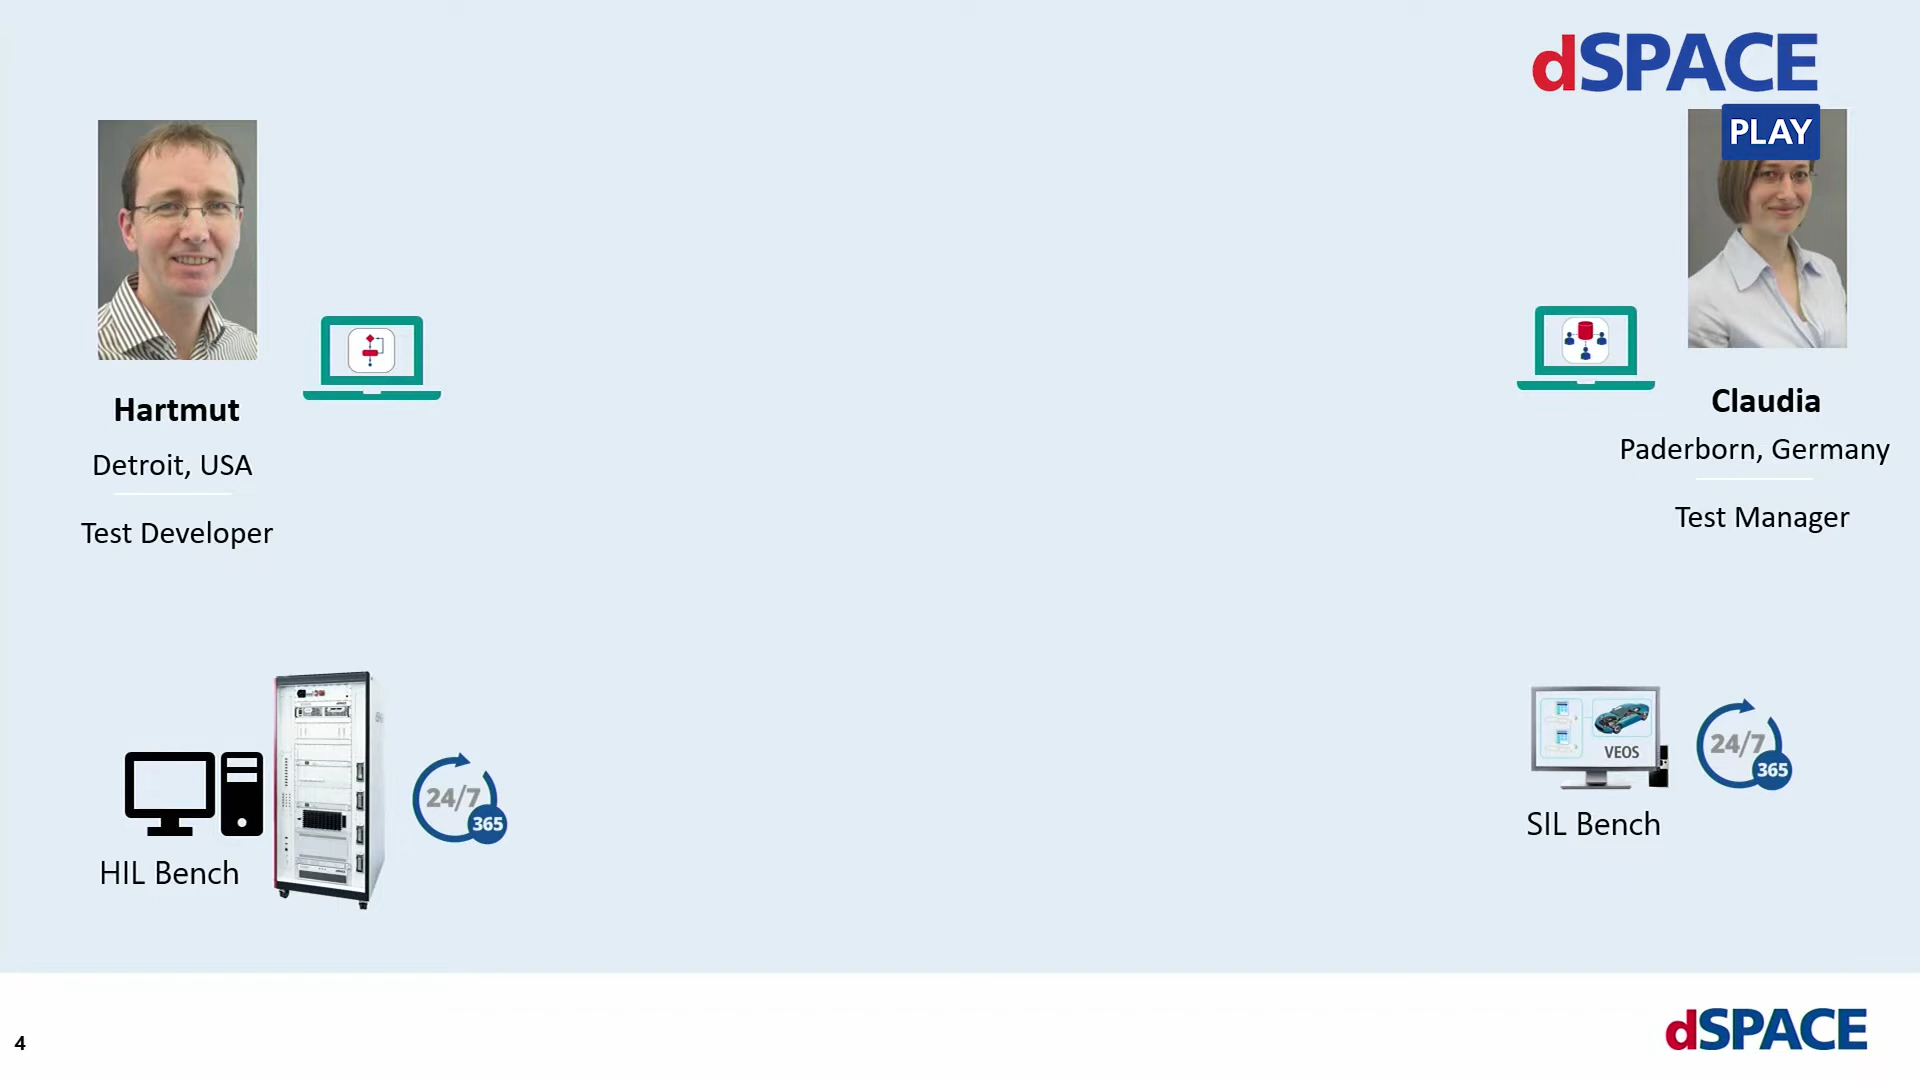 dSPACE
PLAY
Hartmut
Detroit, USA
Test Developer
Claudia
Paderborn, Germany
Test Manager
HIL Bench
24/7
365
VEOS
SIL Bench
24/7
365
4
dSPACE